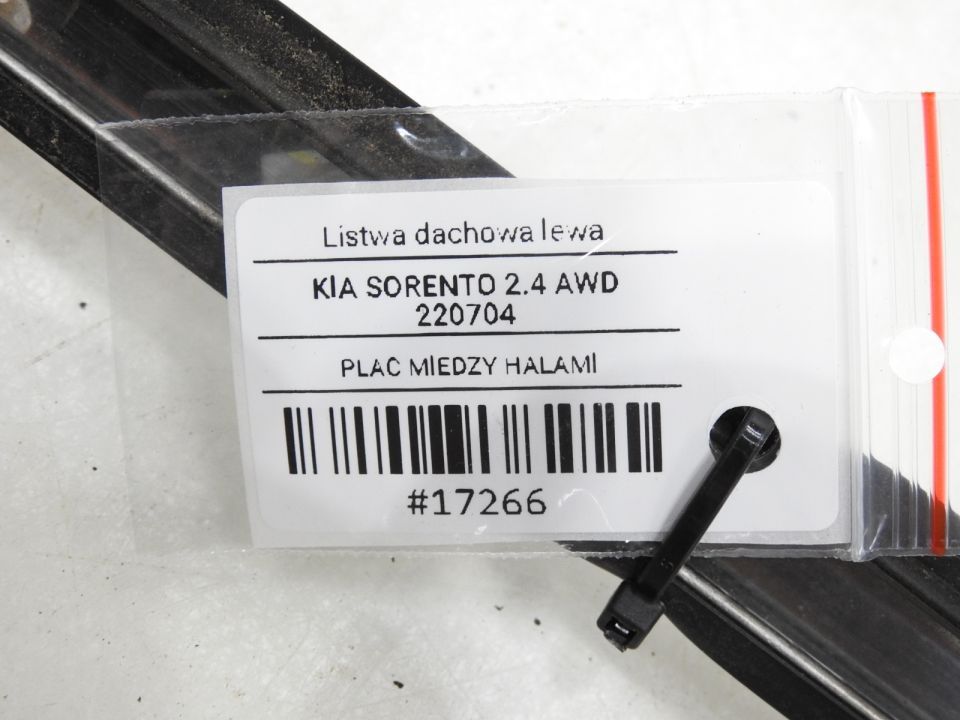 Listwa dachowa lewa
KIA SORENTO 2.4 AWD
220704
PLAC MIEDZY HALAMI
#17266